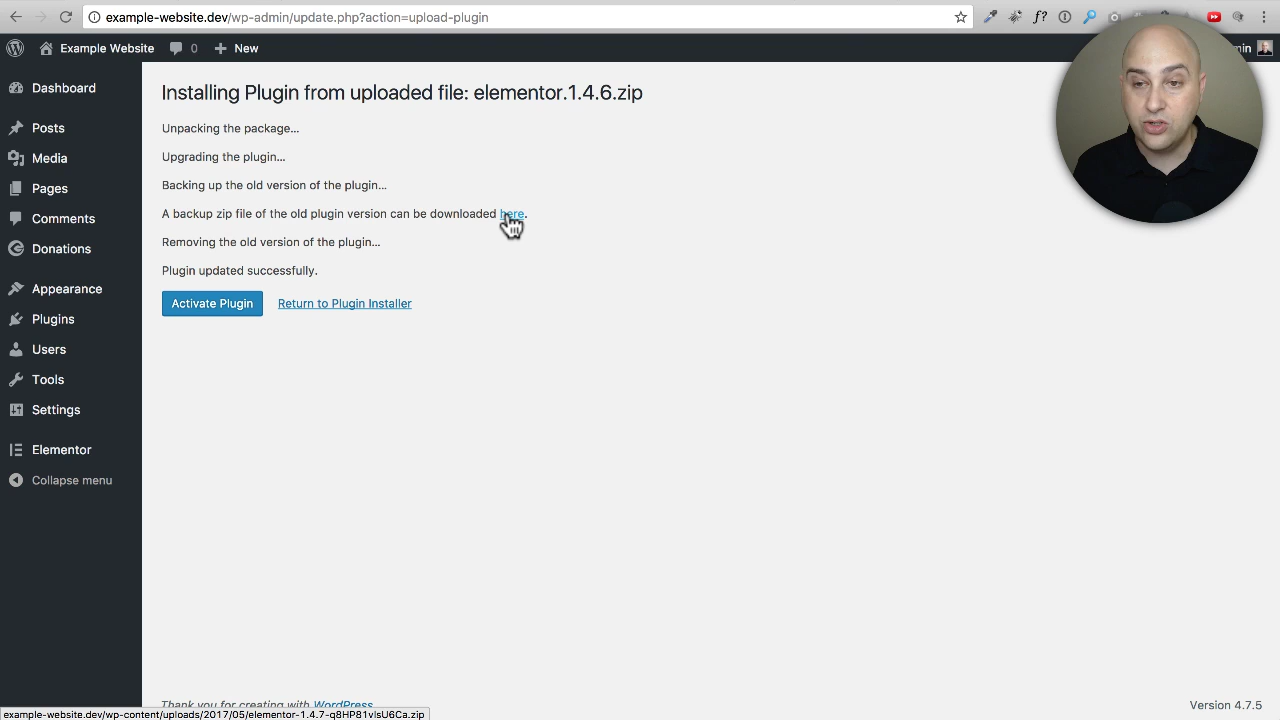 example-website.dev/wp-admin/update.php?action=upload-plugin
f?
Example Website
0
New
min
Dashboard
Posts
Media
Pages
Comments
Donations
Appearance
Plugins
Users
Tools
Settings
Elementor
Collapse menu
Installing Plugin from uploaded file: elementor.1.4.6.zip
Unpacking the package…
Upgrading the plugin…
Backing up the old version of the plugin…
A backup zip file of the old plugin version can be downloaded here.
Removing the old version of the plugin…
Plugin updated successfully.
Activate Plugin
Return to Plugin Installer
Thank you for creating with WordPress
Version 4.7.5
example-website.dev/wp-content/uploads/2017/05/elementor-1.4.7-q8HP81vlsU6Ca.zip